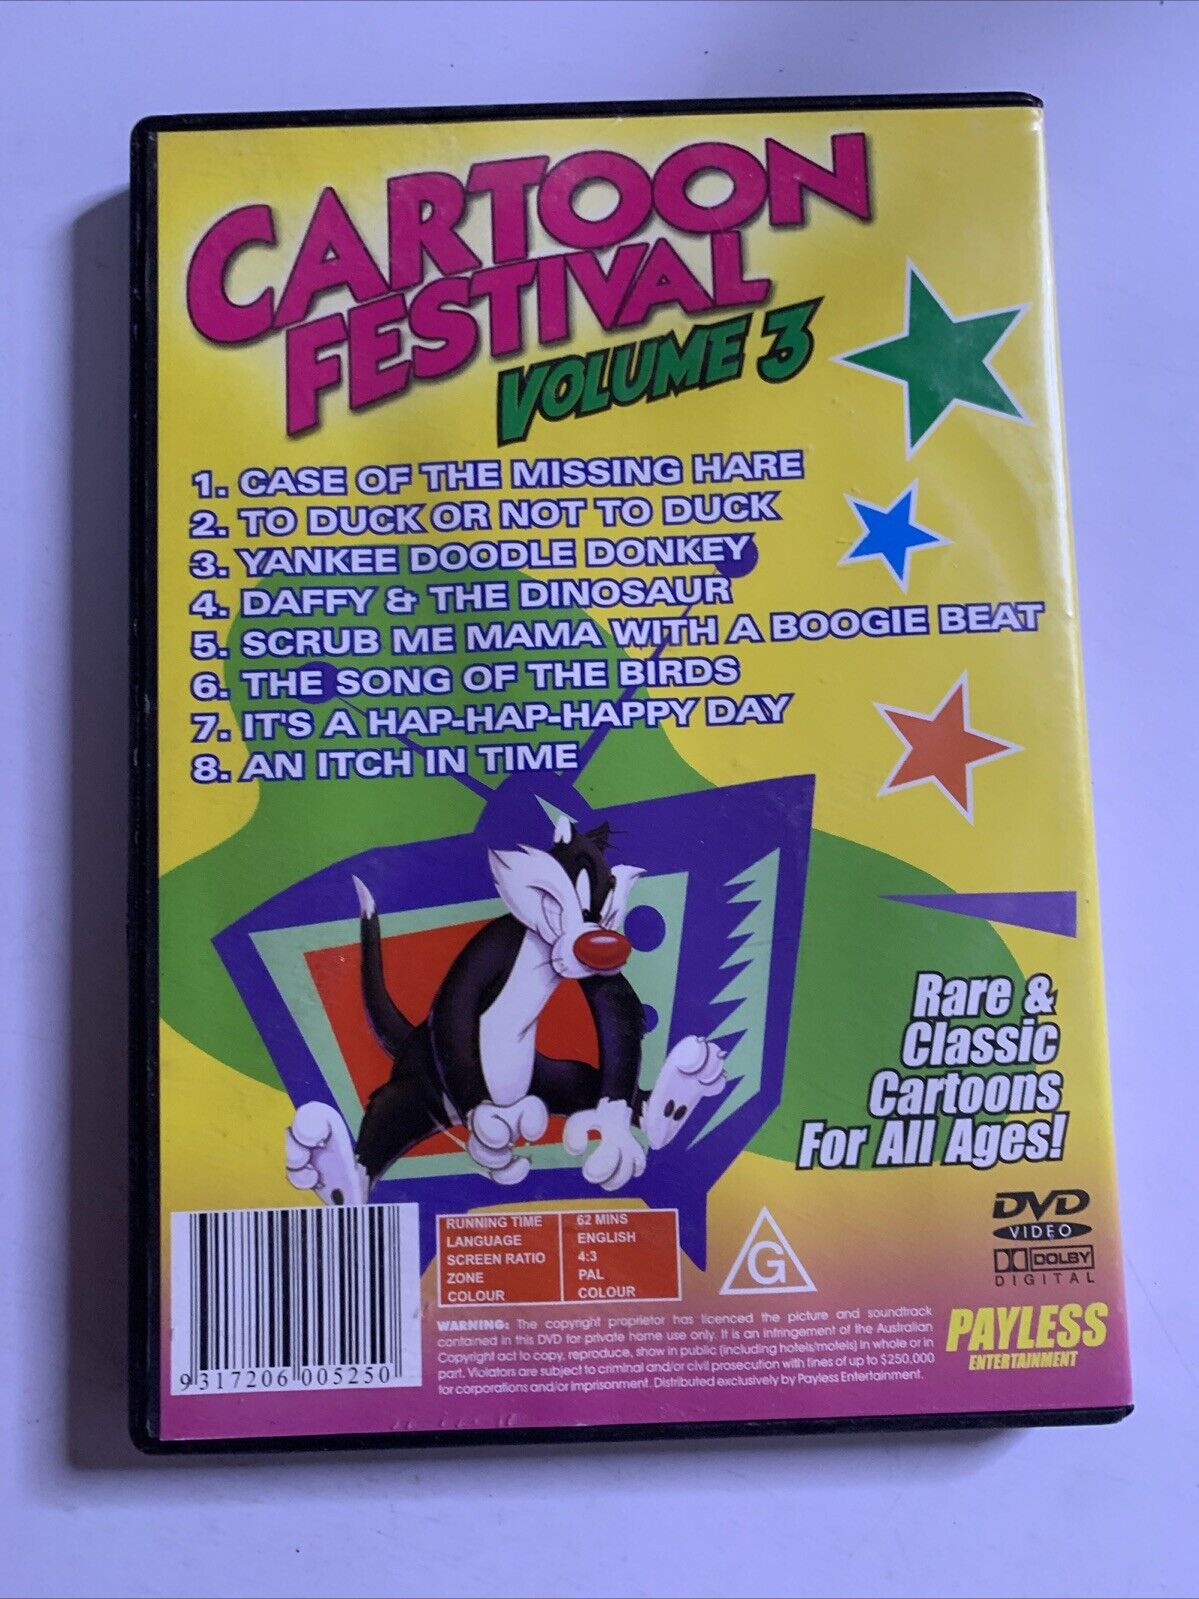 CARTOON
FESTIVAL
VOLUME 3
1. CASE OF THE MISSING HARE
2. TO DUCK OR NOT TO DUCK
3. YANKEE DOODLE DONKEY
4. DAFFY & THE DINOSAUR
5. SCRUB ME MAMA WITH A BOOGIE BEAT
6. THE SONG OF THE BIRDS
7. IT'S A HAP-HAP-HAPPY DAY
8. AN ITCH IN TIME
Rare &
Classic
Cartoons
For All Ages!
RUNNING TIME 62 MINS
LANGUAGE ENGLISH
SCREEN RATIO 4:3
ZONE PAL
COLOUR COLOUR
G
DVD
VIDEO
DOLBY
DIGITAL
WARNING: The copyright proprietor has licenced the picture and soundtrack
contained in this DVD for private home use only. It is an infringement of the Australian
Copyright act to copy, reproduce, show in public (including hotels/motels) in whole or in
part. Violators are subject to criminal and/or civil prosecution with fines of up to $250,000
for corporations and/or imprisonment. Distributed exclusively by Payless Entertainment.
PAYLESS
ENTERTAINMENT
9 317206 005250